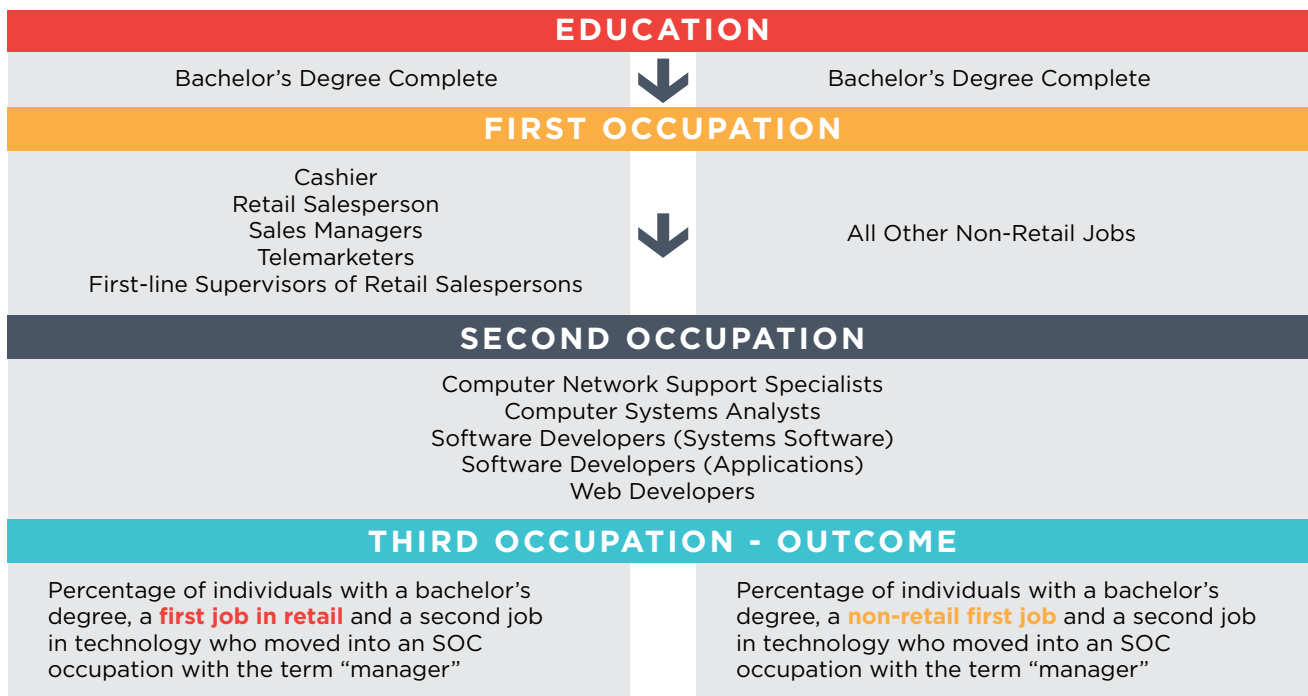 EDUCATION
Bachelor’s Degree Complete
Bachelor’s Degree Complete
FIRST OCCUPATION
Cashier
Retail Salesperson
Sales Managers
Telemarketers
First-line Supervisors of Retail Salespersons
All Other Non-Retail Jobs
SECOND OCCUPATION
Computer Network Support Specialists
Computer Systems Analysts
Software Developers (Systems Software)
Software Developers (Applications)
Web Developers
THIRD OCCUPATION - OUTCOME
Percentage of individuals with a bachelor’s
degree, a first job in retail and a second job
in technology who moved into an SOC
occupation with the term “manager”
Percentage of individuals with a bachelor’s
degree, a non-retail first job and a second job
in technology who moved into an SOC
occupation with the term “manager”